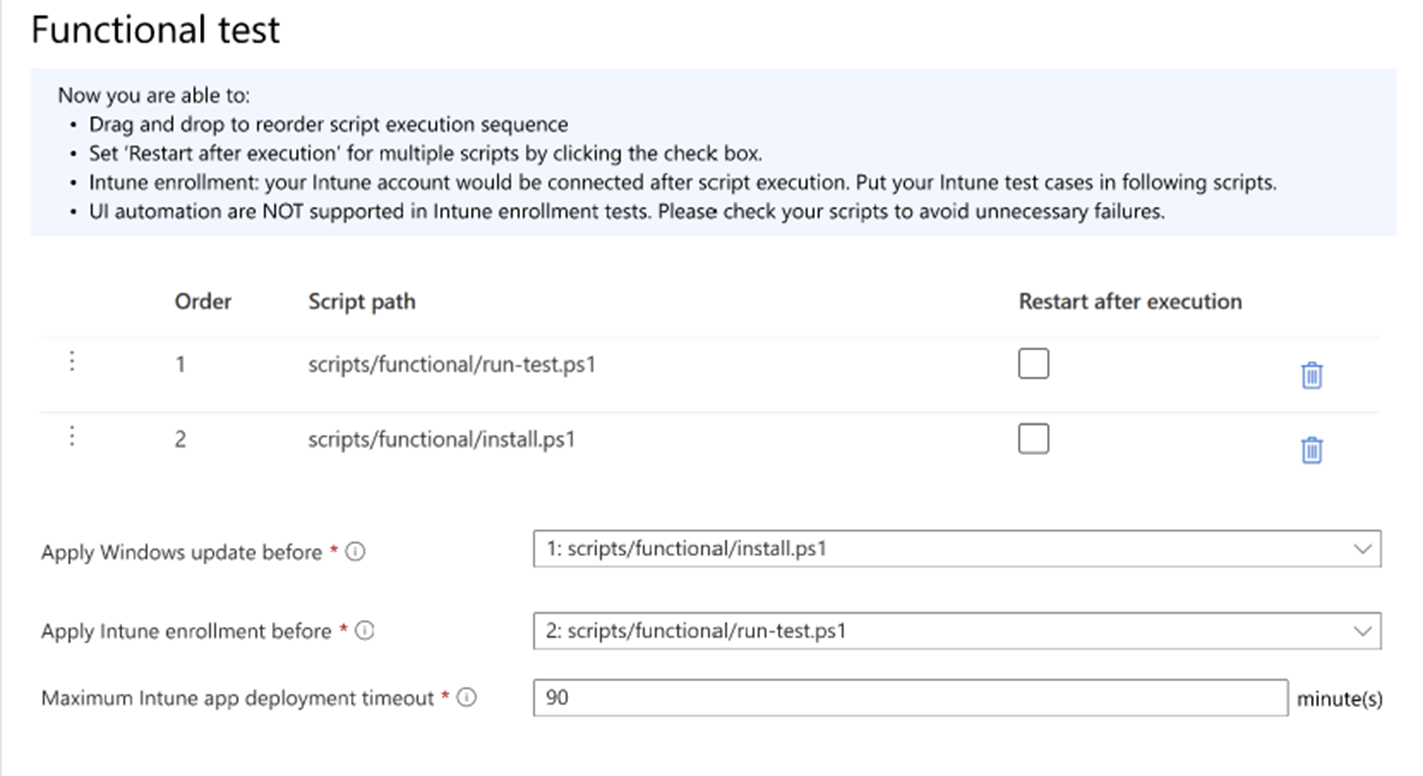 Functional test
Now you are able to:
• Drag and drop to reorder script execution sequence
• Set ‘Restart after execution’ for multiple scripts by clicking the check box.
• Intune enrollment: your Intune account would be connected after script execution. Put your Intune test cases in following scripts.
• UI automation are NOT supported in Intune enrollment tests. Please check your scripts to avoid unnecessary failures.
Order Script path Restart after execution
1 scripts/functional/run-test.ps1
2 scripts/functional/install.ps1
Apply Windows update before * 1: scripts/functional/install.ps1
Apply Intune enrollment before * 2: scripts/functional/run-test.ps1
Maximum Intune app deployment timeout * 90 minute(s)